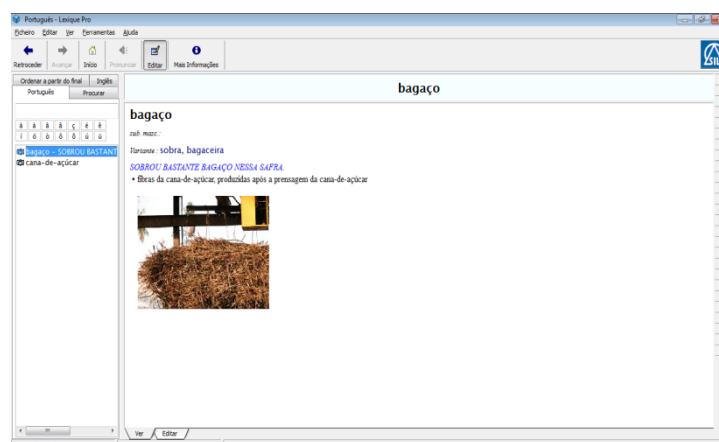 Português - Lexique Pro
Ficheiro Editar Ver Ferramentas Ajuda
Retroceder Avançar Início Pronunciar Editar Mais Informações
SIL
Ordenar a partir do final Inglês
Português Procurar
bagaço
à á â ã ç é ê
í ó ò ô õ ú ü
bagaço – SOBROU BASTANT
cana-de-açúcar
bagaço
sub. masc.:
Variante : sobra, bagaceira
SOBROU BASTANTE BAGAÇO NESSA SAFRA.
• fibras da cana-de-açúcar, produzidas após a prensagem da cana-de-açúcar
Ver Editar